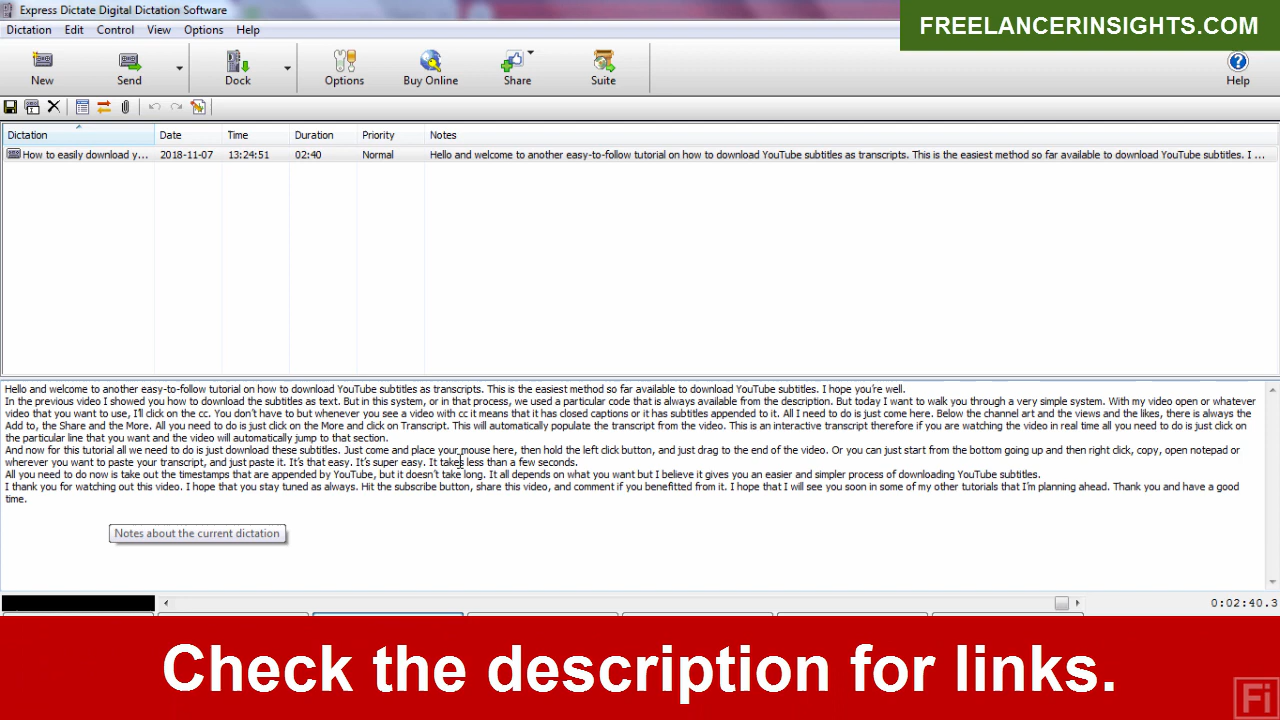 Express Dictate Digital Dictation Software
FREELANCERINSIGHTS.COM
Dictation Edit Control View Options Help
New Send Dock Options Buy Online Share Suite Help
Dictation Date Time Duration Priority Notes
How to easily download y... 2018-11-07 13:24:51 02:40 Normal Hello and welcome to another easy-to-follow tutorial on how to download YouTube subtitles as transcripts. This is the easiest method so far available to download YouTube subtitles. I ...
Hello and welcome to another easy-to-follow tutorial on how to download YouTube subtitles as transcripts. This is the easiest method so far available to download YouTube subtitles. I hope you're well.
In the previous video I showed you how to download the subtitles as text. But in this system, or in that process, we used a particular code that is always available from the description. But today I want to walk you through a very simple system. With my video open or whatever
video that you want to use, I'll click on the cc. You don't have to but whenever you see a video with cc it means that it has closed captions or it has subtitles appended to it. All I need to do is just come here. Below the channel art and the views and the likes, there is always the
Add to, the Share and the More. All you need to do is just click on the More and click on Transcript. This will automatically populate the transcript from the video. This is an interactive transcript therefore if you are watching the video in real time all you need to do is just click on
the particular line that you want and the video will automatically jump to that section.
And now for this tutorial all we need to do is just download these subtitles. Just come and place your mouse here, then hold the left click button, and just drag to the end of the video. Or you can just start from the bottom going up and then right click, copy, open notepad or
wherever you want to paste your transcript, and just paste it. It's that easy. It's super easy. It takes less than a few seconds.
All you need to do now is take out the timestamps that are appended by YouTube, but it doesn't take long. It all depends on what you want but I believe it gives you an easier and simpler process of downloading YouTube subtitles.
I thank you for watching out this video. I hope that you stay tuned as always. Hit the subscribe button, share this video, and comment if you benefitted from it. I hope that I will see you soon in some of my other tutorials that I'm planning ahead. Thank you and have a good
time.
Notes about the current dictation
0:02:40.3
Check the description for links.
Fi